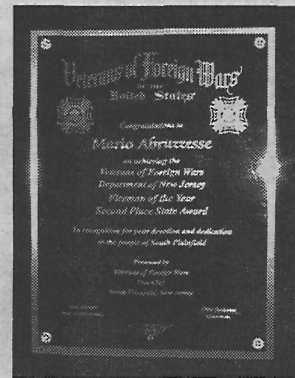 Veterans of Foreign Wars
OF THE
United States
Congratulations to
Mario Abruzzese
on achieving the
Veterans of Foreign Wars
Department of New Jersey
Fireman of the Year
Second Place State Award
In recognition for your devotion and dedication
to the people of South Plainfield
Presented by
Veterans of Foreign Wars
South Plainfield, New Jersey